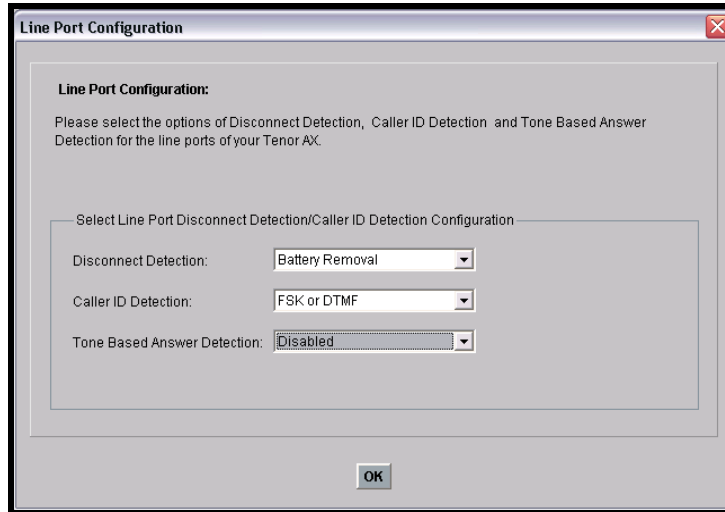 Line Port Configuration
Line Port Configuration:
Please select the options of Disconnect Detection, Caller ID Detection and Tone Based Answer
Detection for the line ports of your Tenor AX.
Select Line Port Disconnect Detection/Caller ID Detection Configuration
Disconnect Detection: Battery Removal
Caller ID Detection: FSK or DTMF
Tone Based Answer Detection: Disabled
OK